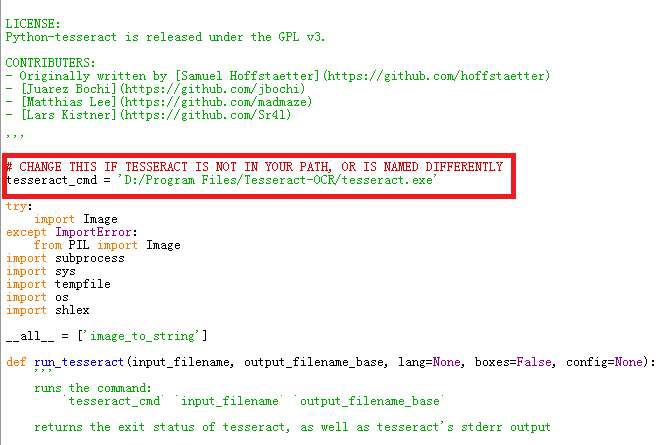 LICENSE:
Python-tesseract is released under the GPL v3.
CONTRIBUTERS:
- Originally written by [Samuel Hoffstaetter](https://github.com/hoffstaetter)
- [Juarez Bochi](https://github.com/jbochi)
- [Matthias Lee](https://github.com/madmaze)
- [Lars Kistner](https://github.com/Sr4l)
'''
# CHANGE THIS IF TESSERACT IS NOT IN YOUR PATH, OR IS NAMED DIFFERENTLY
tesseract_cmd = 'D:/Program Files/Tesseract-OCR/tesseract.exe'
try:
    import Image
except ImportError:
    from PIL import Image
import subprocess
import sys
import tempfile
import os
import shlex
__all__ = ['image_to_string']
def run_tesseract(input_filename, output_filename_base, lang=None, boxes=False, config=None):
    '''
    runs the command:
        `tesseract_cmd` `input_filename` `output_filename_base`
    returns the exit status of tesseract, as well as tesseract's stderr output